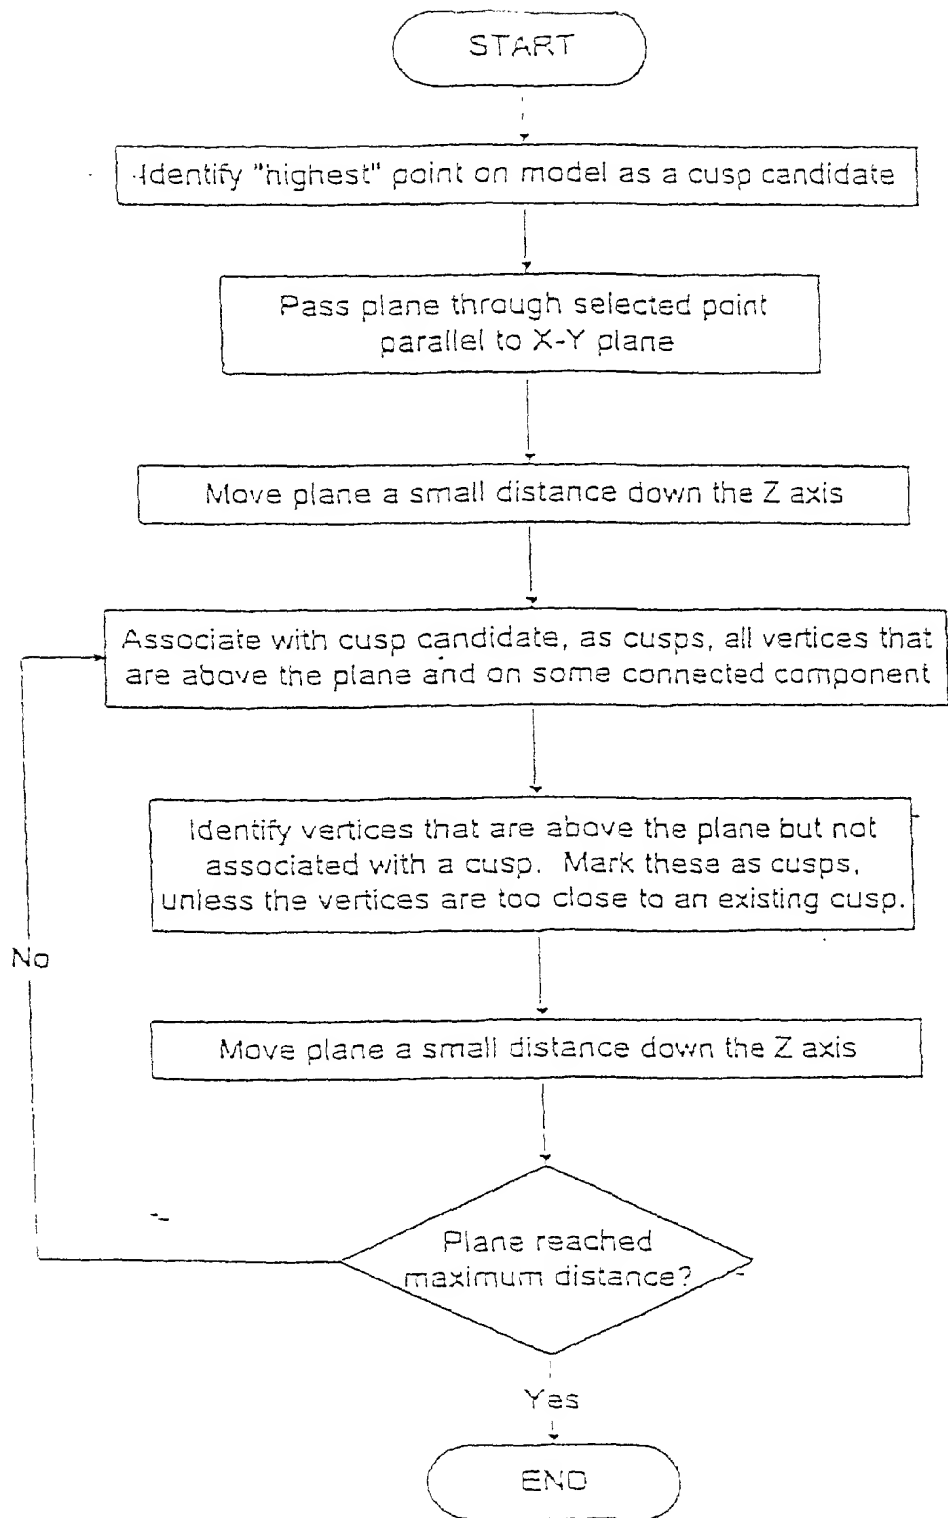 START
Identify "highest" point on model as a cusp candidate
Pass plane through selected point
parallel to X-Y plane
Move plane a small distance down the Z axis
Associate with cusp candidate, as cusps, all vertices that
are above the plane and on some connected component
Identify vertices that are above the plane but not
associated with a cusp. Mark these as cusps,
unless the vertices are too close to an existing cusp.
No
Move plane a small distance down the Z axis
Plane reached
maximum distance?
Yes
END